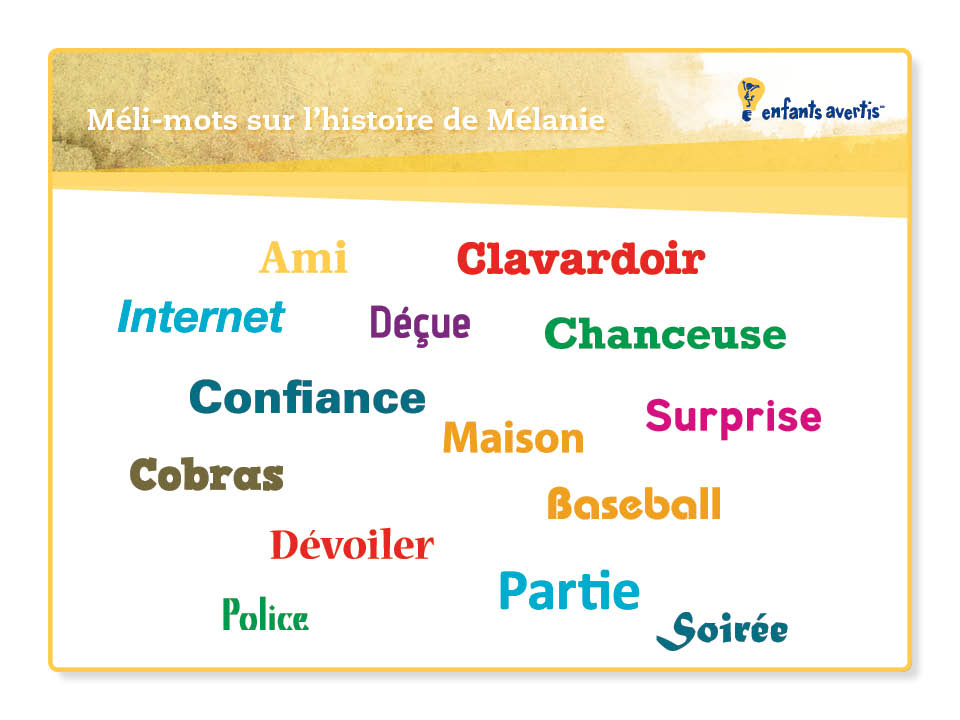 Méli-mots sur l'histoire de Mélanie
enfants avertis™
Ami
Clavardoir
Internet
Déçue
Chanceuse
Confiance
Surprise
Maison
Cobras
Baseball
Dévoiler
Partie
Police
Soirée